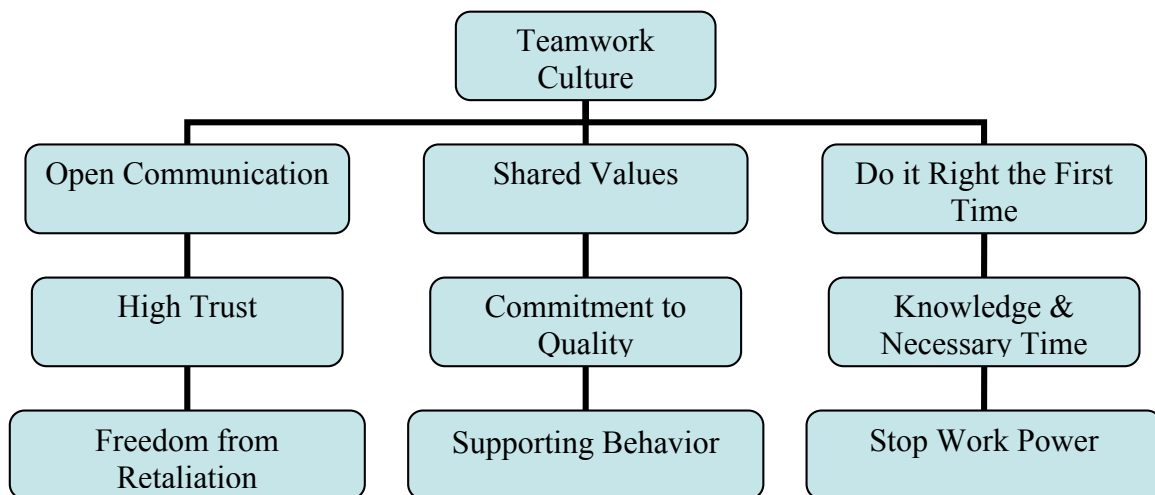 Teamwork
Culture
Open Communication
Shared Values
Do it Right the First
Time
High Trust
Commitment to
Quality
Knowledge &
Necessary Time
Freedom from
Retaliation
Supporting Behavior
Stop Work Power